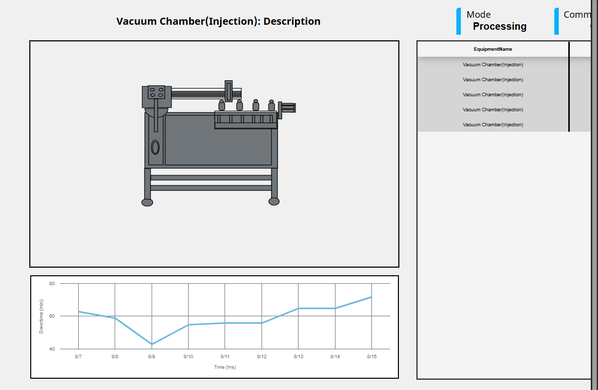 Vacuum Chamber(Injection): Description
Mode
Processing
Comm
EquipmentName
Vacuum Chamber(Injection)
Vacuum Chamber(Injection)
Vacuum Chamber(Injection)
Vacuum Chamber(Injection)
Vacuum Chamber(Injection)
80
60
40
Downtime (min)
8/7
8/8
8/9
8/10
8/11
8/12
8/13
8/14
8/15
Time (hrs)